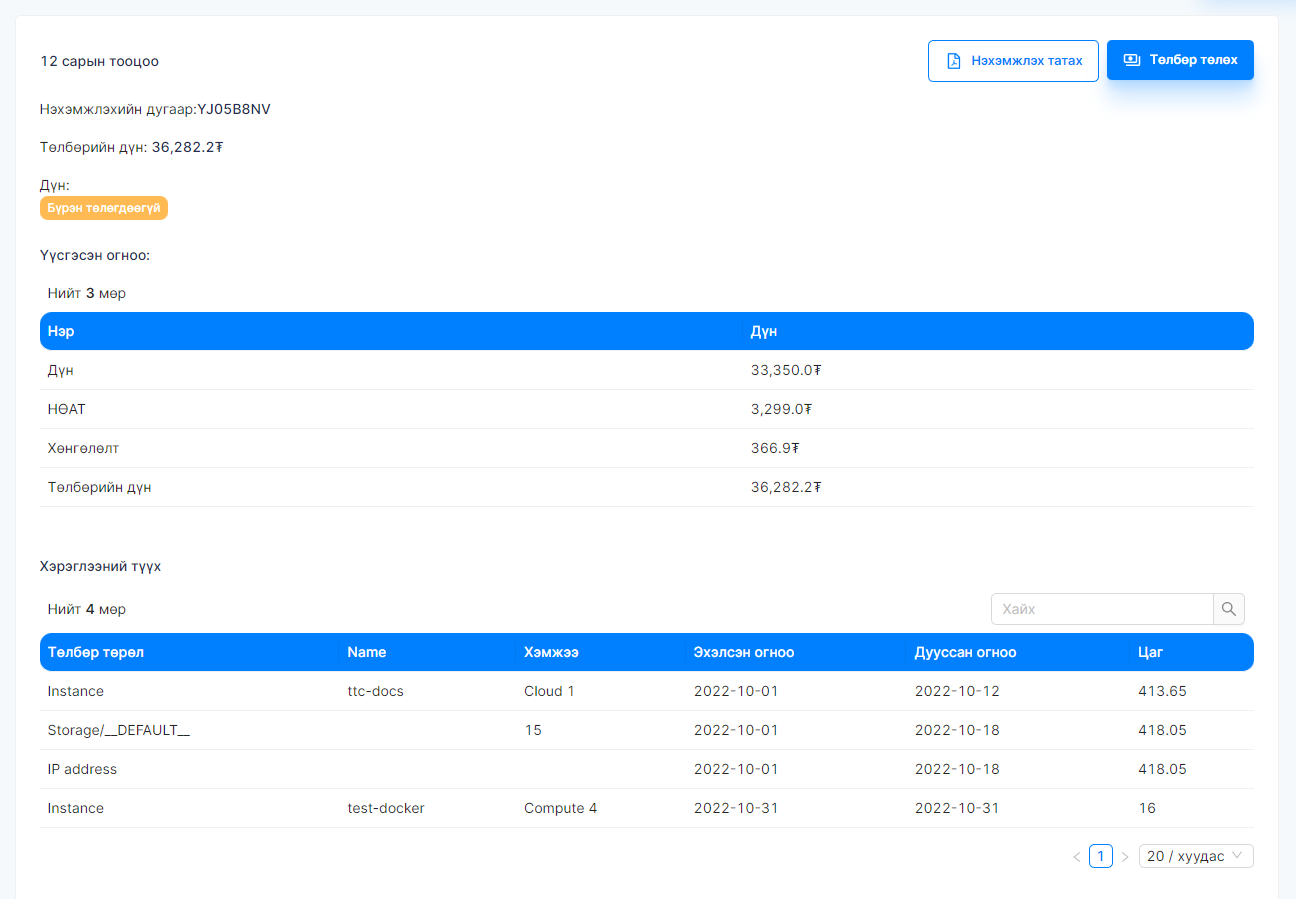 12 сарын тооцоо
Нэхэмжлэх татах
Төлбөр төлөх
Нэхэмжлэхийн дугаар:YJ05B8NV
Төлбөрийн дүн: 36,282.2₮
Дүн:
Бүрэн төлөгдөөгүй
Үүсгэсэн огноо:
Нийт 3 мөр
Нэр Дүн
Дүн 33,350.0₮
НӨАТ 3,299.0₮
Хөнгөлөлт 366.9₮
Төлбөрийн дүн 36,282.2₮
Хэрэглээний түүх
Нийт 4 мөр
Хайх
Төлбөр төрөл Name Хэмжээ Эхэлсэн огноо Дууссан огноо Цаг
Instance ttc-docs Cloud 1 2022-10-01 2022-10-12 413.65
Storage/__DEFAULT__ 15 2022-10-01 2022-10-18 418.05
IP address 2022-10-01 2022-10-18 418.05
Instance test-docker Compute 4 2022-10-31 2022-10-31 16
< 1 > 20 / хуудас